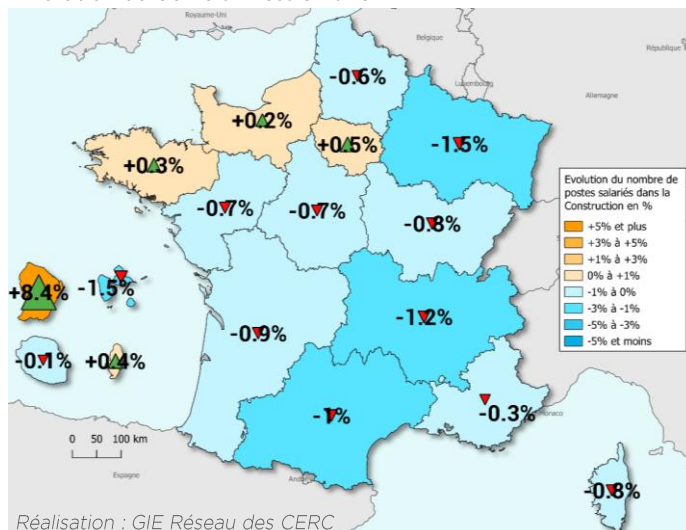 Royaume-Uni
Belgique
République
Luxembourg
Allemagne
-0.6%
+0.2%
+0.5%
-1.5%
+0.3%
-0.7%
-0.7%
-0.8%
Evolution du nombre de
postes salariés dans la
Construction en %
+5% et plus
+3% à +5%
+1% à +3%
0% à +1%
-1% à 0%
-3% à -1%
-5% à -3%
-5% et moins
+8.4%
-1.5%
-0.1%
+0.4%
-0.9%
-1.2%
-1%
-0.3%
Monaco
0 50 100 km
Espagne
-0.8%
Réalisation : GIE Réseau des CERC